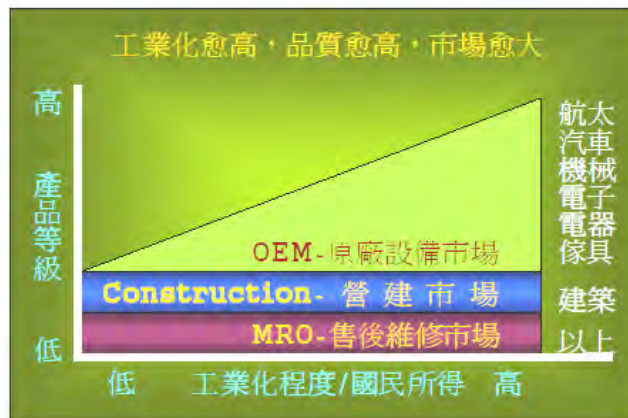 工業化愈高，品質愈高，市場愈大
高
產品等級
低
OEM-原廠設備市場
Construction-營建市場
MRO-售後維修市場
航太
汽車
機械
電子
電器
傢具
建築
以上
低 工業化程度/國民所得 高